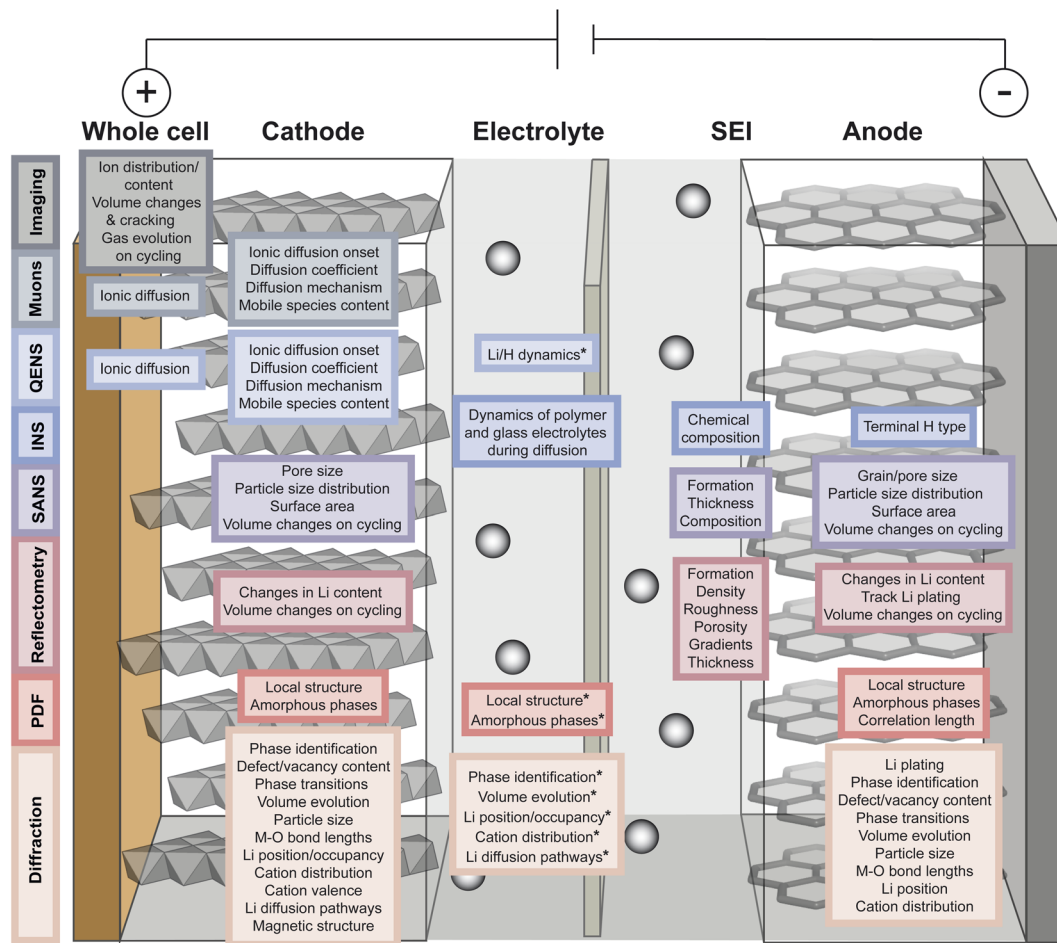 +
-
Whole cell
Cathode
Electrolyte
SEI
Anode
Imaging
Ion distribution/
content
Volume changes
& cracking
Gas evolution
on cycling
Muons
Ionic diffusion
Ionic diffusion onset
Diffusion coefficient
Diffusion mechanism
Mobile species content
QENS
Ionic diffusion
Ionic diffusion onset
Diffusion coefficient
Diffusion mechanism
Mobile species content
Li/H dynamics*
INS
Dynamics of polymer
and glass electrolytes
during diffusion
Chemical
composition
Terminal H type
SANS
Pore size
Particle size distribution
Surface area
Volume changes on cycling
Formation
Thickness
Composition
Grain/pore size
Particle size distribution
Surface area
Volume changes on cycling
Reflectometry
Changes in Li content
Volume changes on cycling
Formation
Density
Roughness
Porosity
Gradients
Thickness
Changes in Li content
Track Li plating
Volume changes on cycling
PDF
Local structure
Amorphous phases
Local structure*
Amorphous phases*
Local structure
Amorphous phases
Correlation length
Diffraction
Phase identification
Defect/vacancy content
Phase transitions
Volume evolution
Particle size
M-O bond lengths
Li position/occupancy
Cation distribution
Cation valence
Li diffusion pathways
Magnetic structure
Phase identification*
Volume evolution*
Li position/occupancy*
Cation distribution*
Li diffusion pathways*
Li plating
Phase identification
Defect/vacancy content
Phase transitions
Volume evolution
Particle size
M-O bond lengths
Li position
Cation distribution